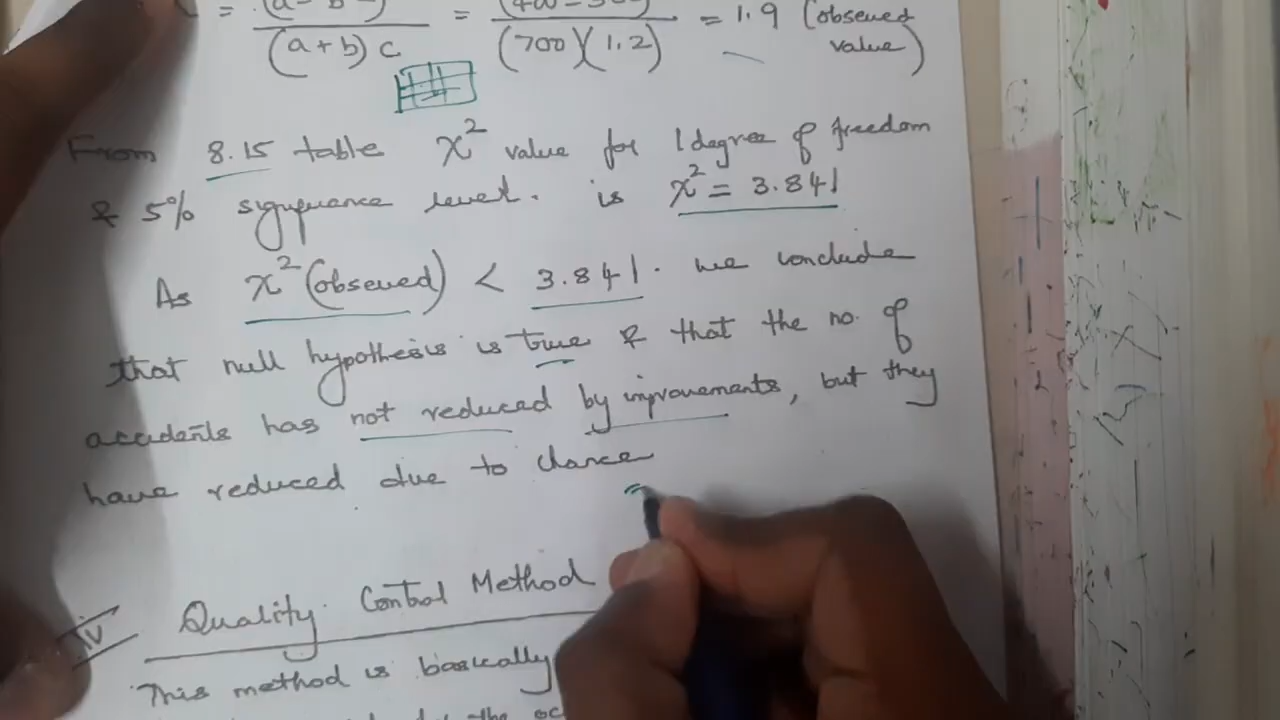 =
= 1.9 (obseued
(a+b) c
(700)(1.2)
value)
From 8.15 table x² value for 1 degree of freedom
& 5% level. is x² = 3.841
As x² (obseued) < 3.841. we conclude
that null hypothesis is true & that the no. of
accidents has not reduced by improvements, but they
have reduced due to chance
iv Quality Control Method
This method is basically